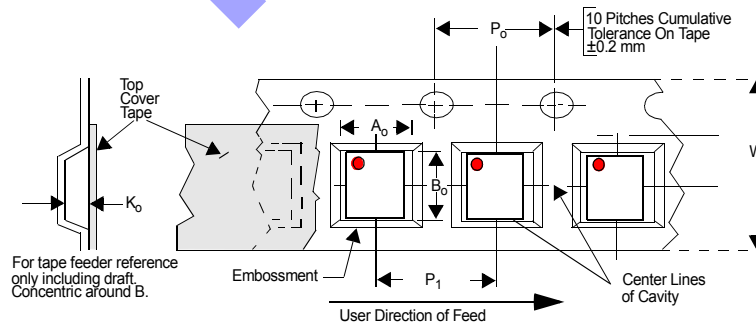 10 Pitches Cumulative
Tolerance On Tape
±0.2 mm
Po
Top
Cover
Tape
Ao
W
Bo
Ko
For tape feeder reference
only including draft.
Concentric around B.
Embossment
P1
Center Lines
of Cavity
User Direction of Feed